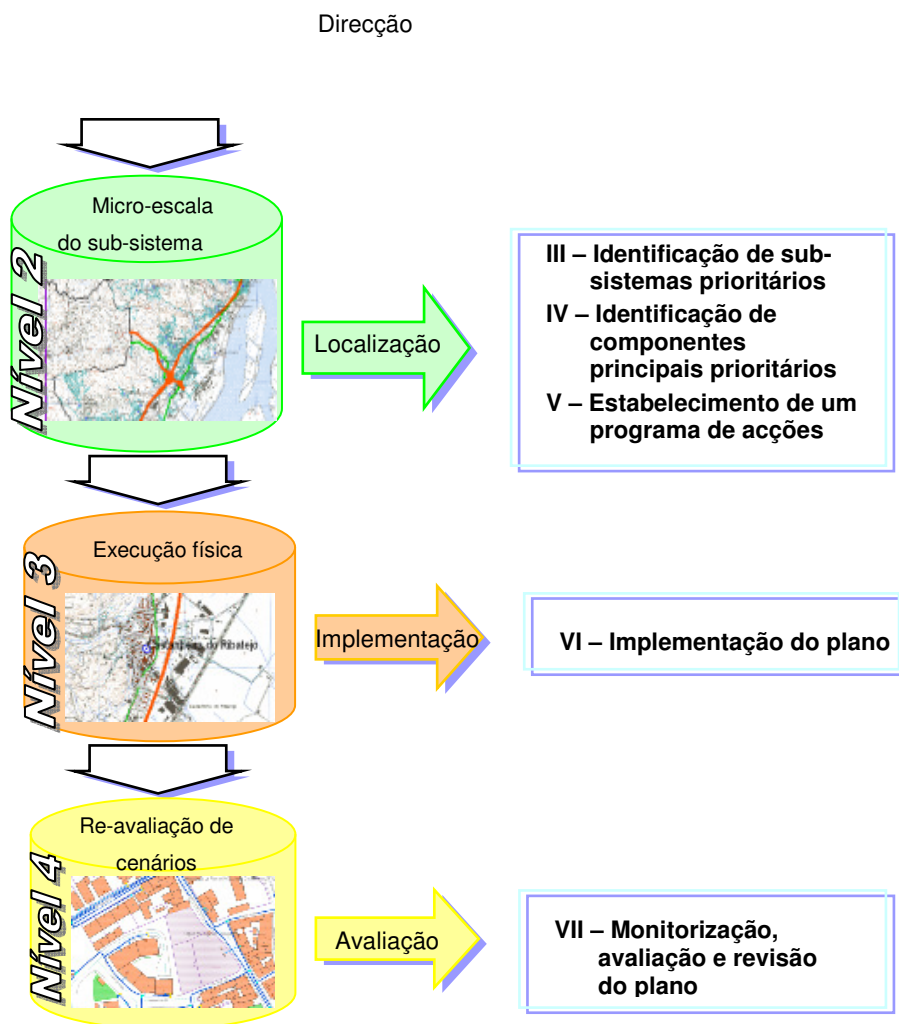 Direcção
Micro-escala
do sub-sistema
Nível 2
Localização
III – Identificação de sub-
sistemas prioritários
IV – Identificação de
componentes
principais prioritários
V – Estabelecimento de um
programa de acções
Execução física
Nível 3
do Ribatejo
Implementação
VI – Implementação do plano
Re-avaliação de
cenários
Nível 4
Avaliação
VII – Monitorização,
avaliação e revisão
do plano